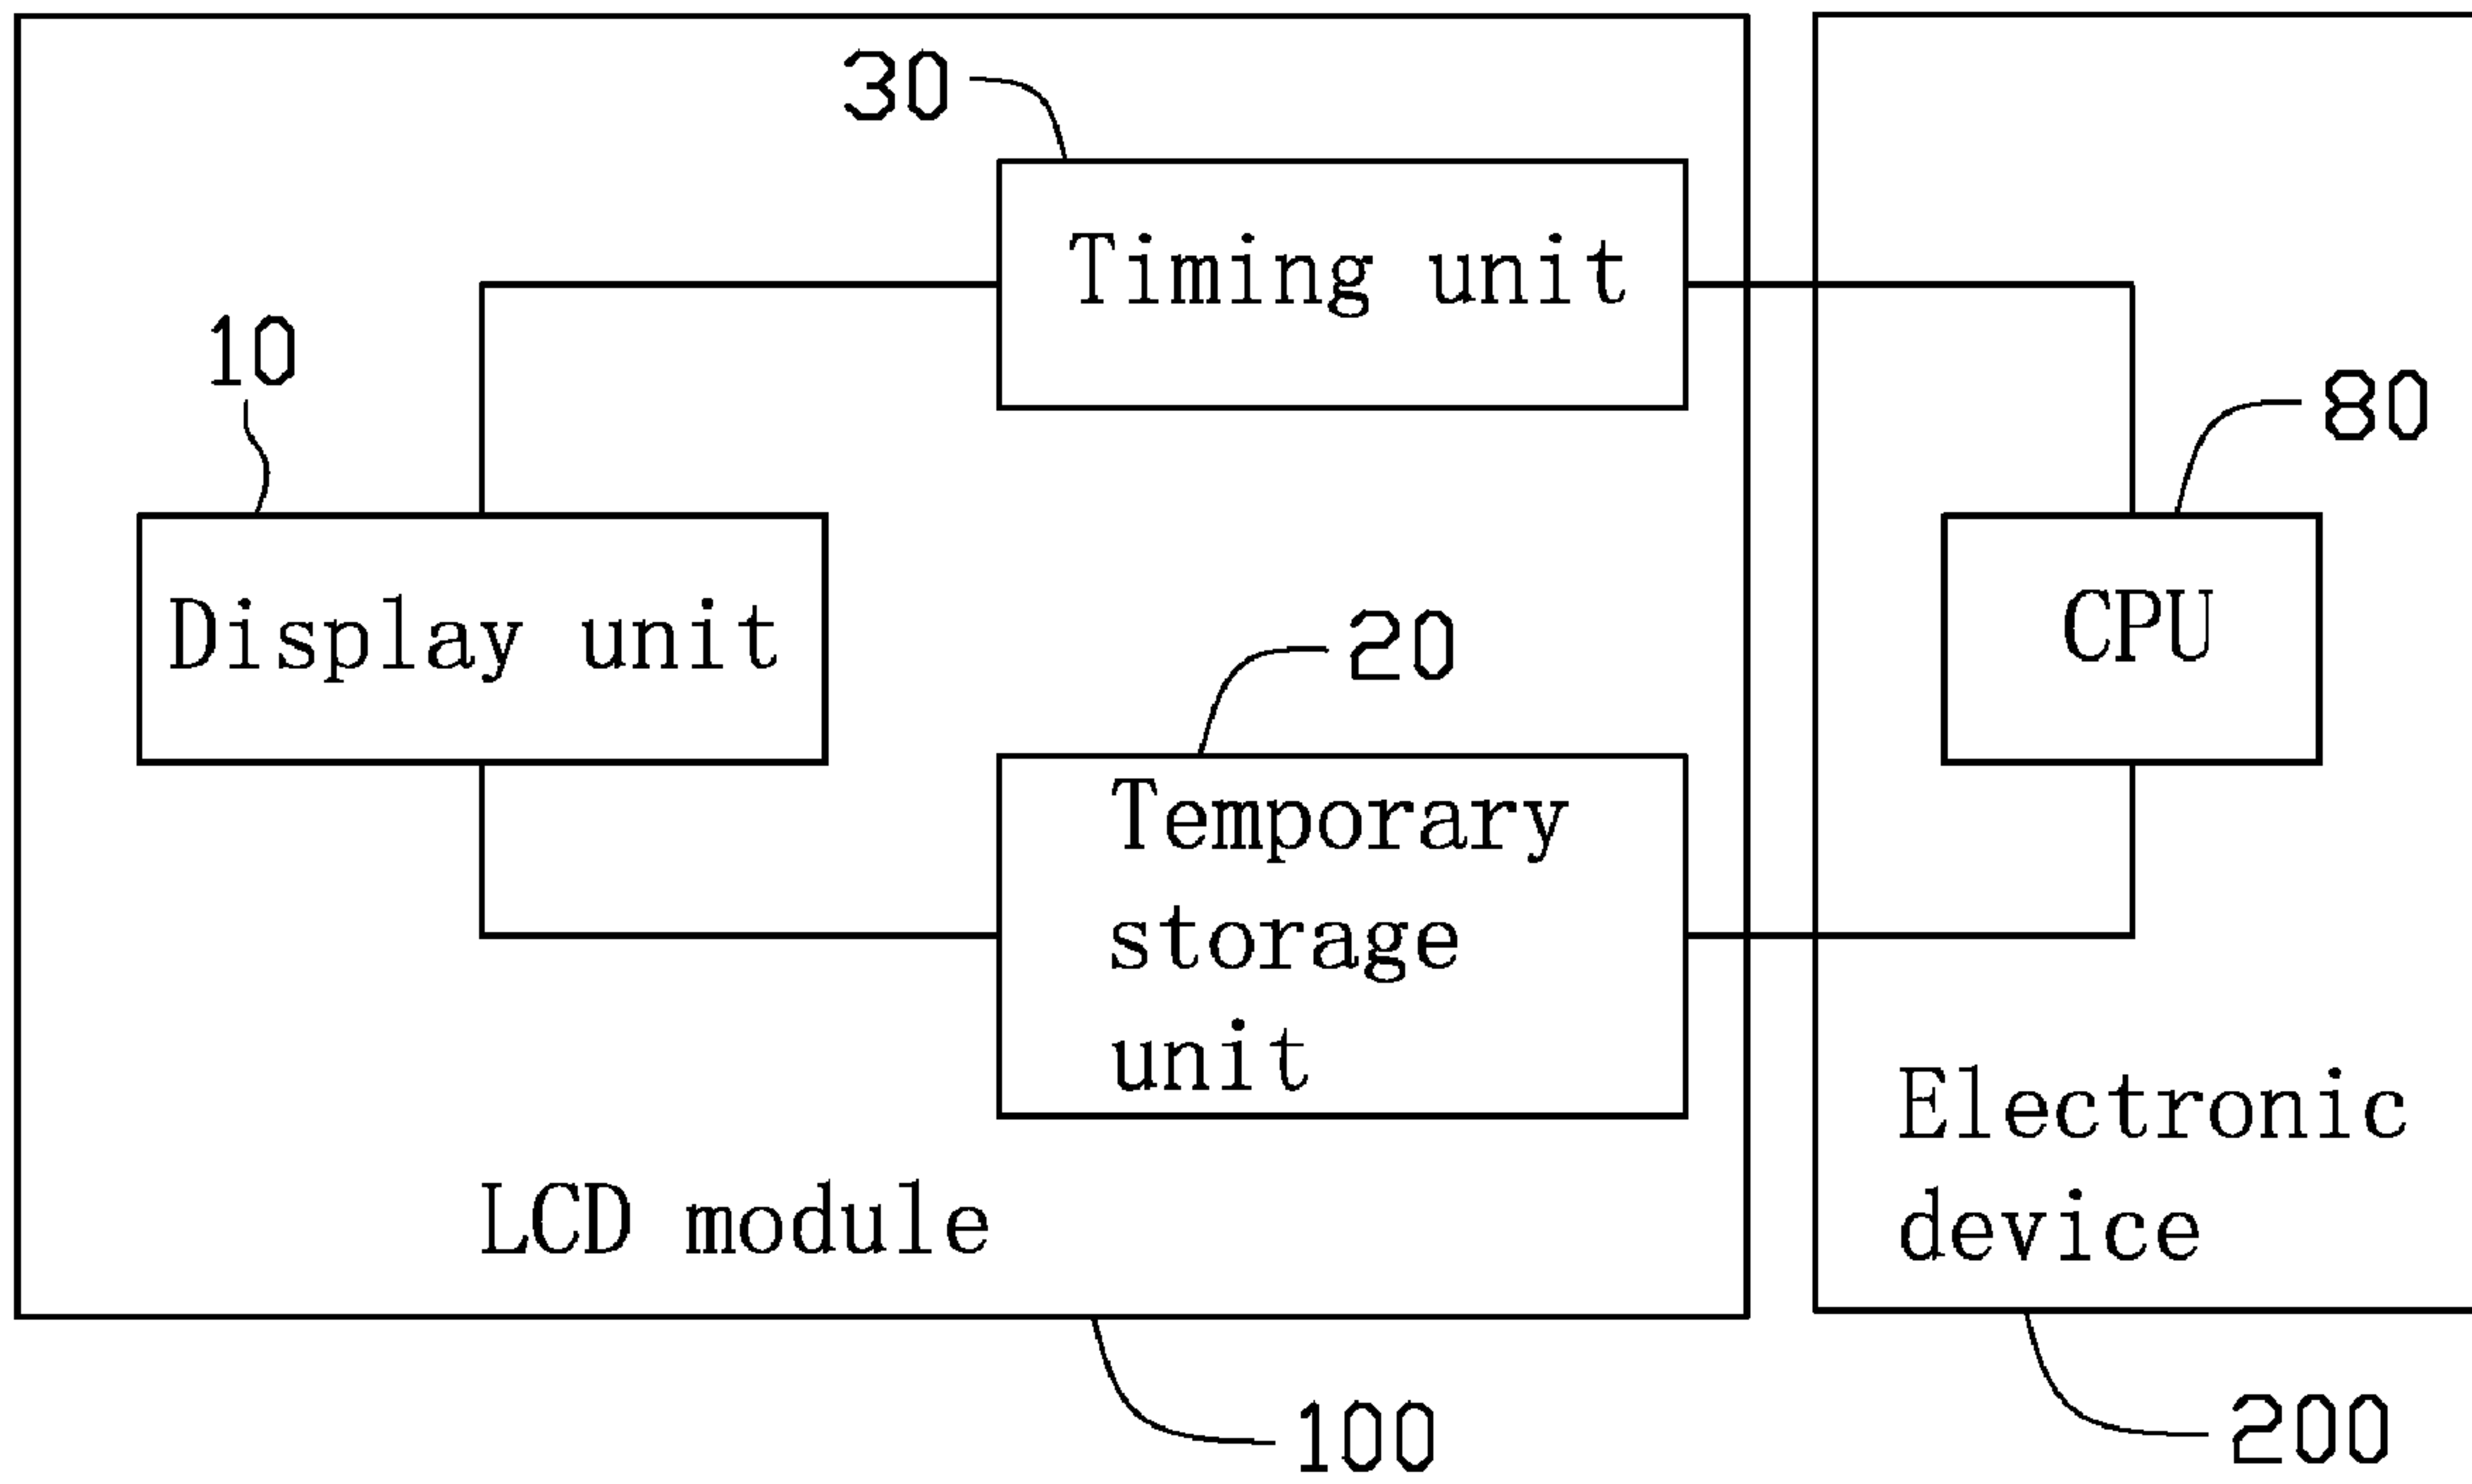 30
Timing unit
10
80
Display unit
CPU
20
Temporary
storage
unit
Electronic
device
LCD module
100
200